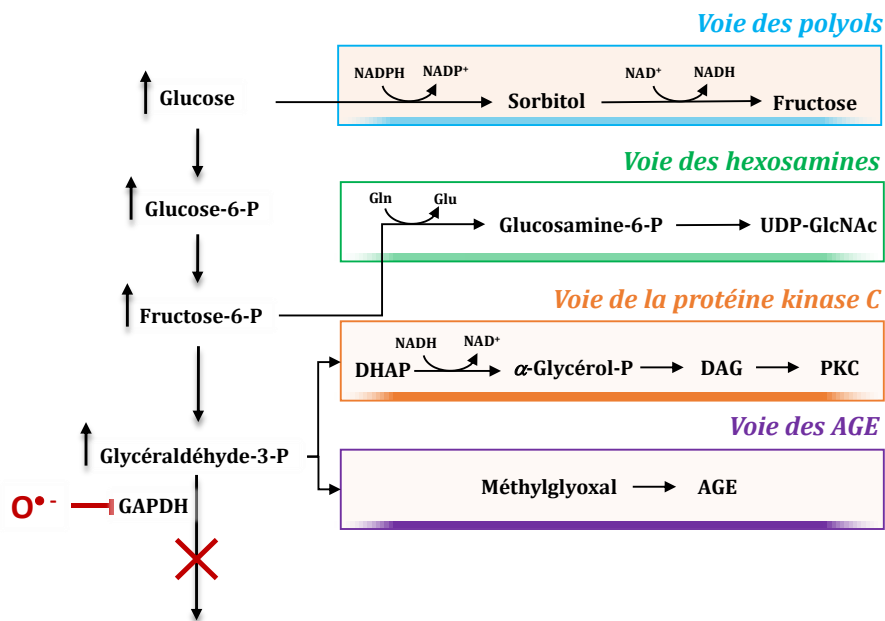 Voie des polyols
NADPH NADP⁺ NAD⁺ NADH
Glucose Sorbitol Fructose
Voie des hexosamines
Gln Glu
Glucose-6-P Glucosamine-6-P UDP-GlcNAc
Voie de la protéine kinase C
Fructose-6-P
NADH NAD⁺
DHAP α-Glycérol-P DAG PKC
Voie des AGE
Glycéraldéhyde-3-P
Méthylglyoxal AGE
O•- GAPDH